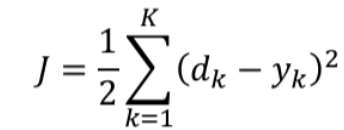 J = \frac{1}{2} \sum_{k=1}^{K} (d_k - y_k)^2